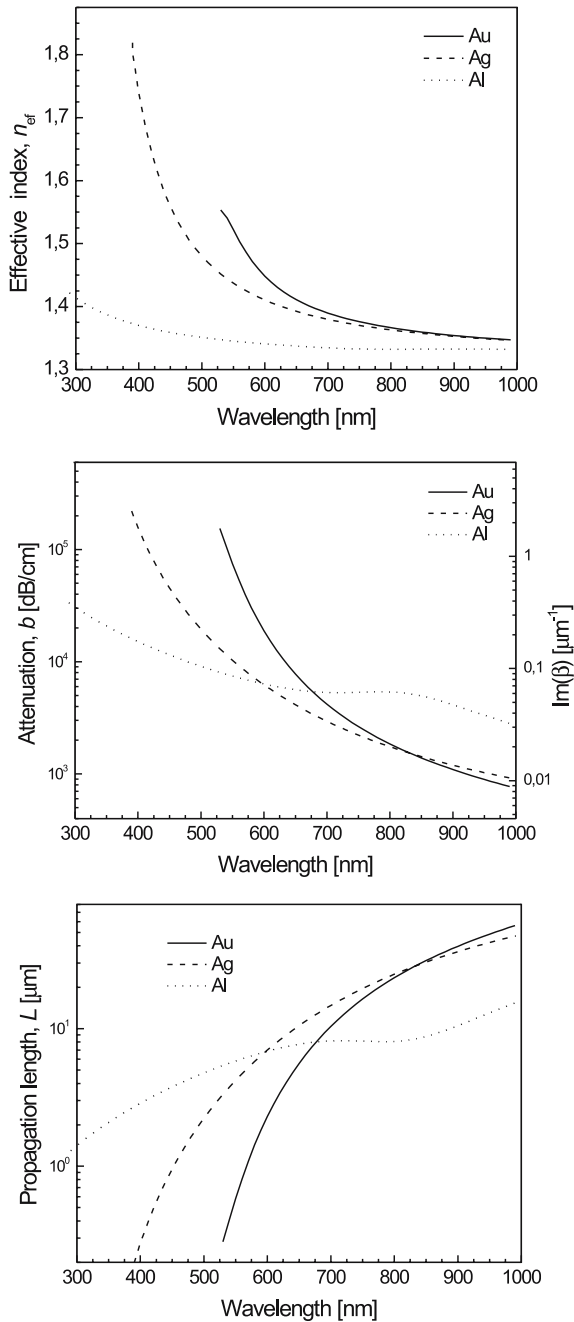 1,8
1,7
1,6
1,5
1,4
1,3
Effective index, n_ef
Au
Ag
Al
300 400 500 600 700 800 900 1000
Wavelength [nm]
10^5
10^4
10^3
Attenuation, b [dB/cm]
Au
Ag
Al
1
0,1
0,01
Im(β) [μm^-1]
300 400 500 600 700 800 900 1000
Wavelength [nm]
10^1
10^0
Propagation length, L [μm]
Au
Ag
Al
300 400 500 600 700 800 900 1000
Wavelength [nm]